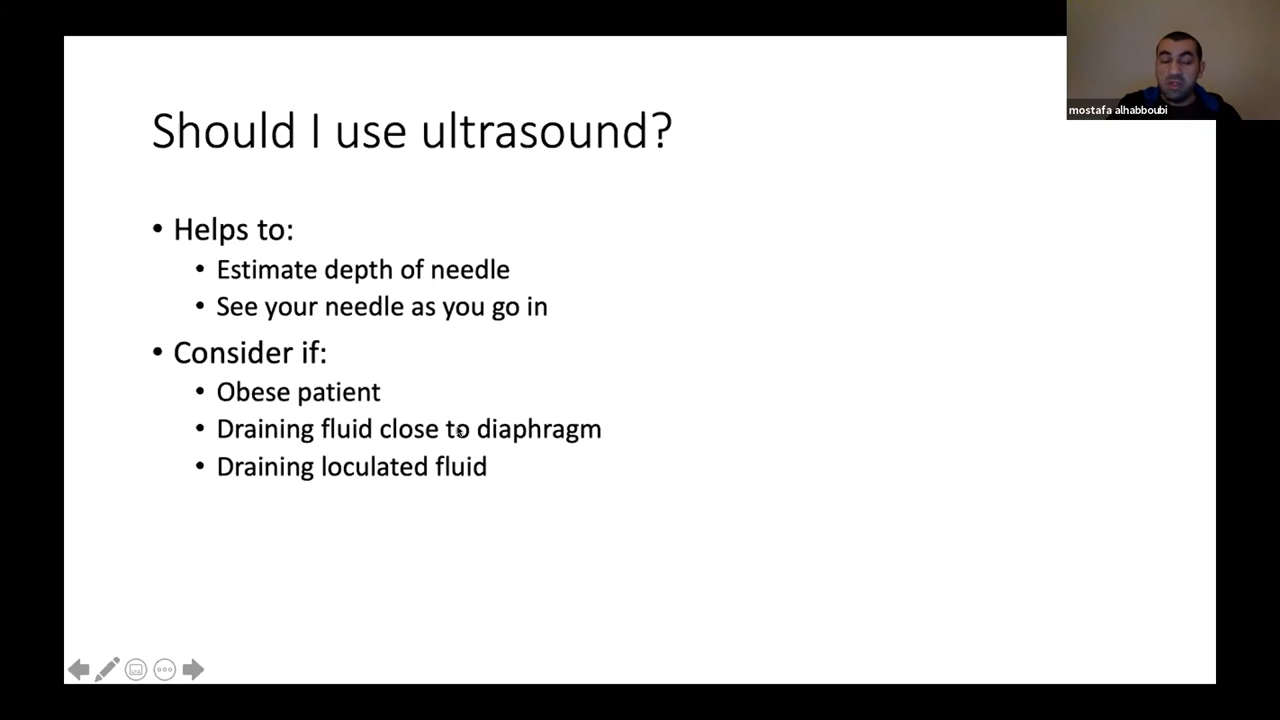 mostafa alhabboubi
Should I use ultrasound?
• Helps to:
• Estimate depth of needle
• See your needle as you go in
• Consider if:
• Obese patient
• Draining fluid close to diaphragm
• Draining loculated fluid